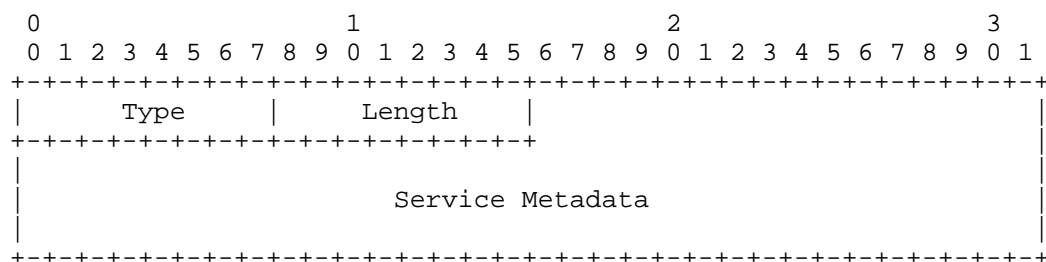 0                   1                   2                   3
 0 1 2 3 4 5 6 7 8 9 0 1 2 3 4 5 6 7 8 9 0 1 2 3 4 5 6 7 8 9 0 1
+-+-+-+-+-+-+-+-+-+-+-+-+-+-+-+-+-+-+-+-+-+-+-+-+-+-+-+-+-+-+-+-+
|      Type     |     Length    |                               |
+-+-+-+-+-+-+-+-+-+-+-+-+-+-+-+-+                               |
|                                                               |
|                       Service Metadata                        |
|                                                               |
+-+-+-+-+-+-+-+-+-+-+-+-+-+-+-+-+-+-+-+-+-+-+-+-+-+-+-+-+-+-+-+-+